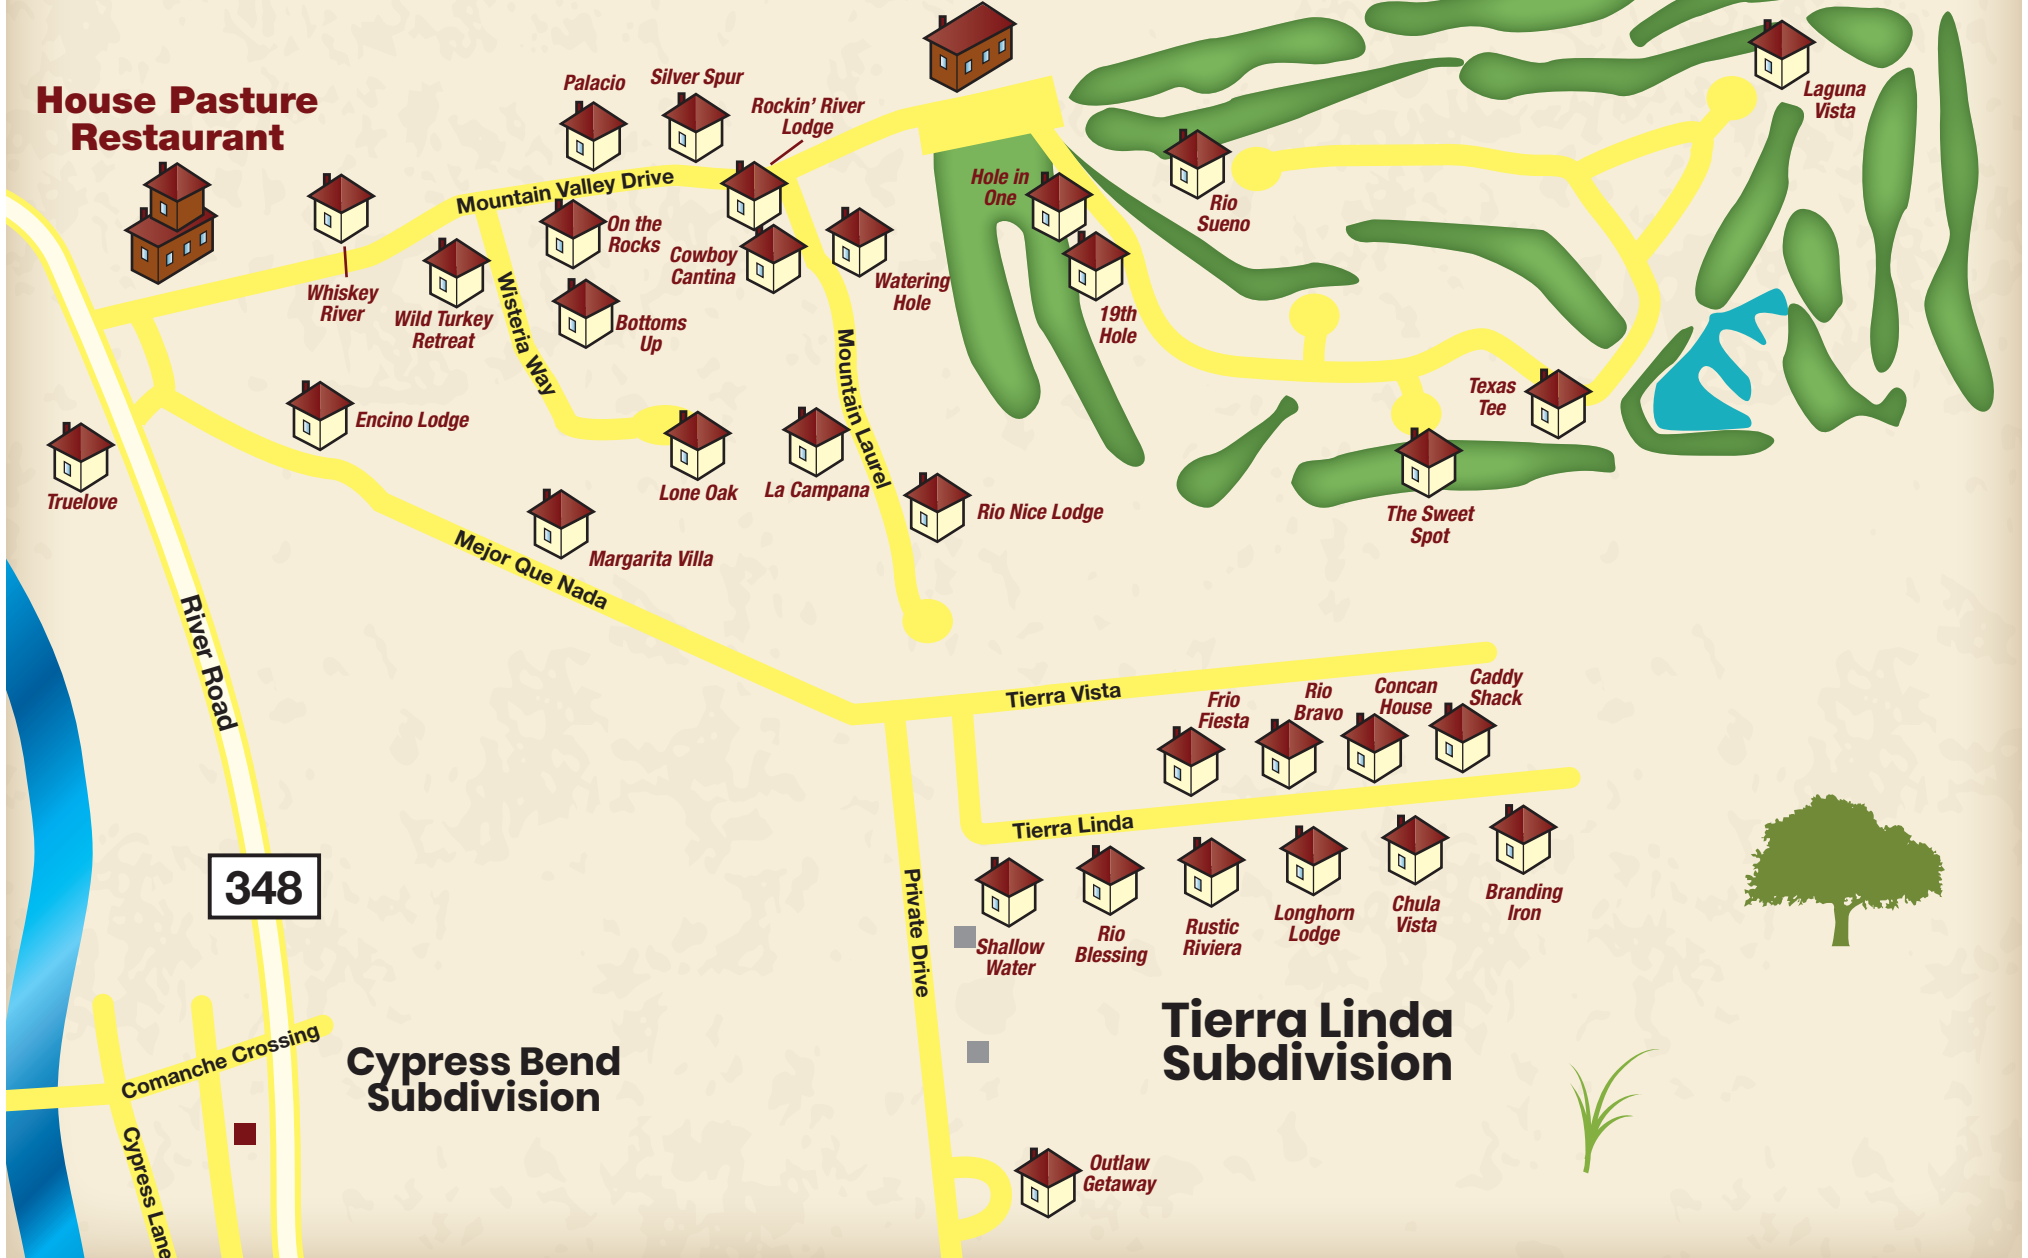 House Pasture
Restaurant
Palacio
Silver Spur
Rockin' River
Lodge
Laguna
Vista
Mountain Valley Drive
Hole in
One
Rio
Sueno
On the
Rocks
Cowboy
Cantina
Watering
Hole
Whiskey
River
Wild Turkey
Retreat
Wisteria Way
Bottoms
Up
19th
Hole
Mountain Laurel
Texas
Tee
Encino Lodge
Truelove
Lone Oak
La Campana
Rio Nice Lodge
The Sweet
Spot
Mejor Que Nada
Margarita Villa
River Road
Tierra Vista
Frio
Fiesta
Rio
Bravo
Concan
House
Caddy
Shack
Tierra Linda
348
Private Drive
Shallow
Water
Rio
Blessing
Rustic
Riviera
Longhorn
Lodge
Chula
Vista
Branding
Iron
Tierra Linda
Subdivision
Comanche Crossing
Cypress Bend
Subdivision
Cypress Lane
Outlaw
Getaway